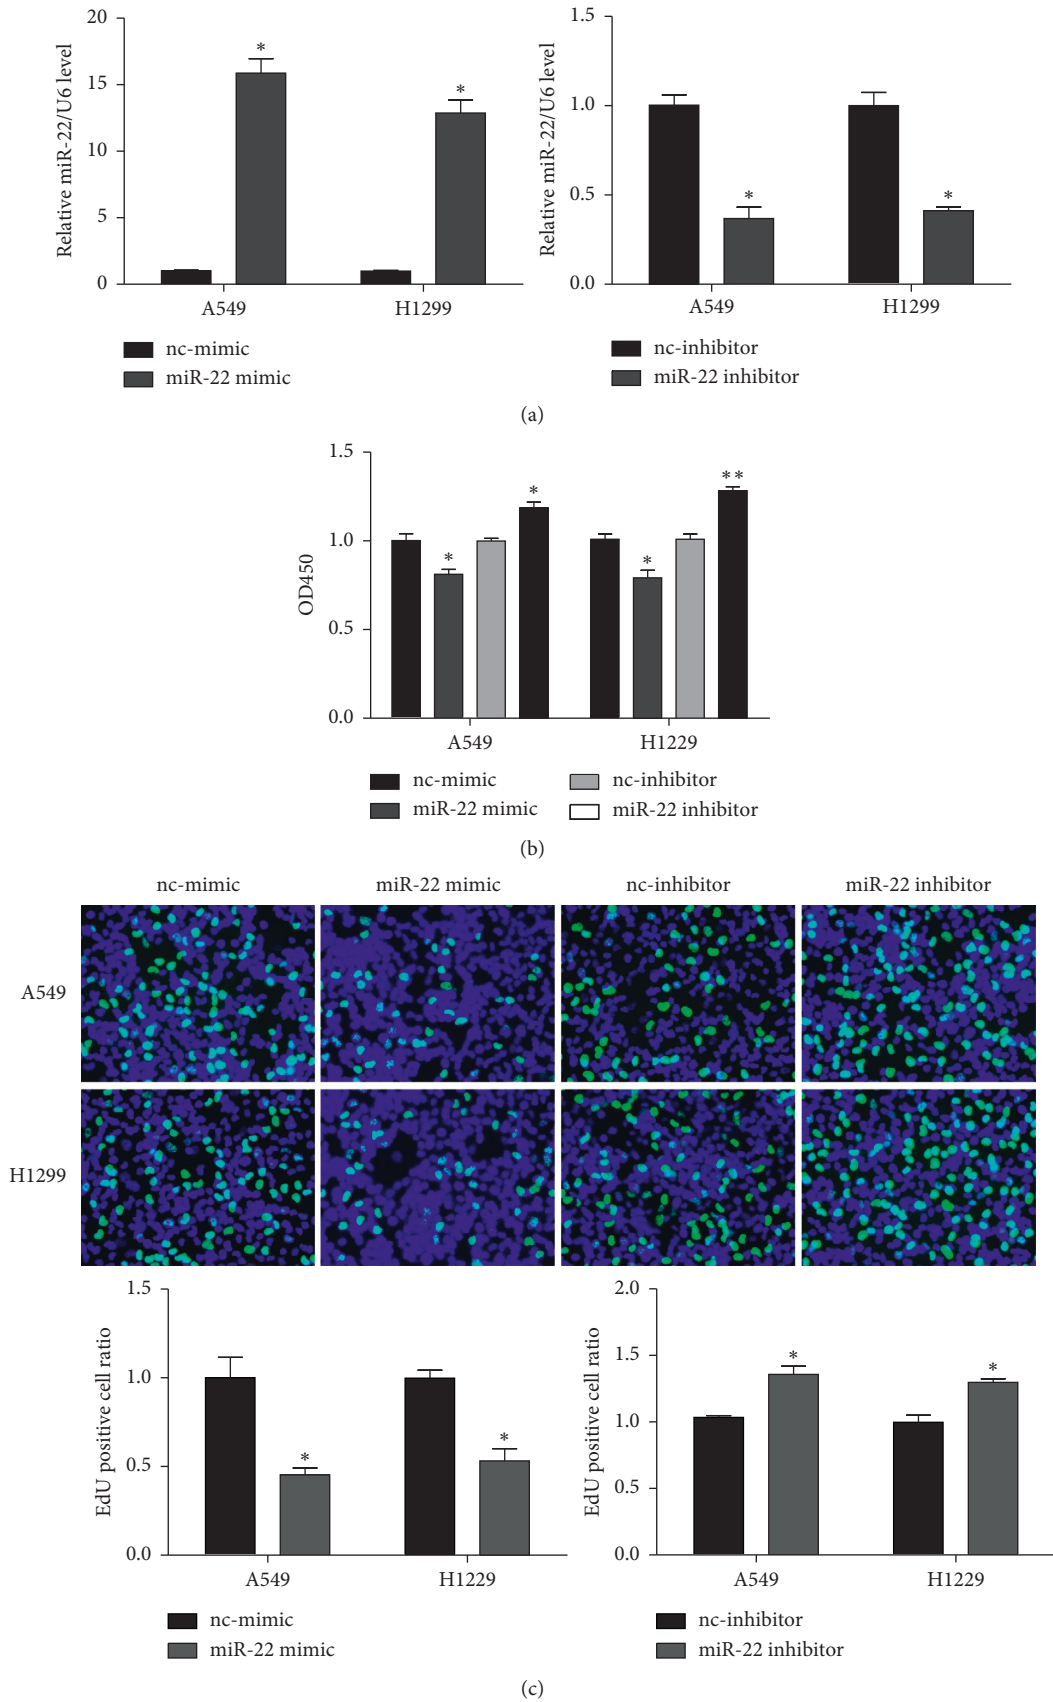 Relative miR-22/U6 level
20
15
10
5
0
*
*
A549
H1299
nc-mimic
miR-22 mimic
Relative miR-22/U6 level
1.5
1.0
0.5
0.0
*
*
A549
H1299
nc-inhibitor
miR-22 inhibitor
(a)
OD450
1.5
1.0
0.5
0.0
*
*
*
**
A549
H1229
nc-mimic
miR-22 mimic
nc-inhibitor
miR-22 inhibitor
(b)
nc-mimic
miR-22 mimic
nc-inhibitor
miR-22 inhibitor
A549
H1299
EdU positive cell ratio
1.5
1.0
0.5
0.0
*
*
A549
H1229
nc-mimic
miR-22 mimic
EdU positive cell ratio
2.0
1.5
1.0
0.5
0.0
*
*
A549
H1229
nc-inhibitor
miR-22 inhibitor
(c)